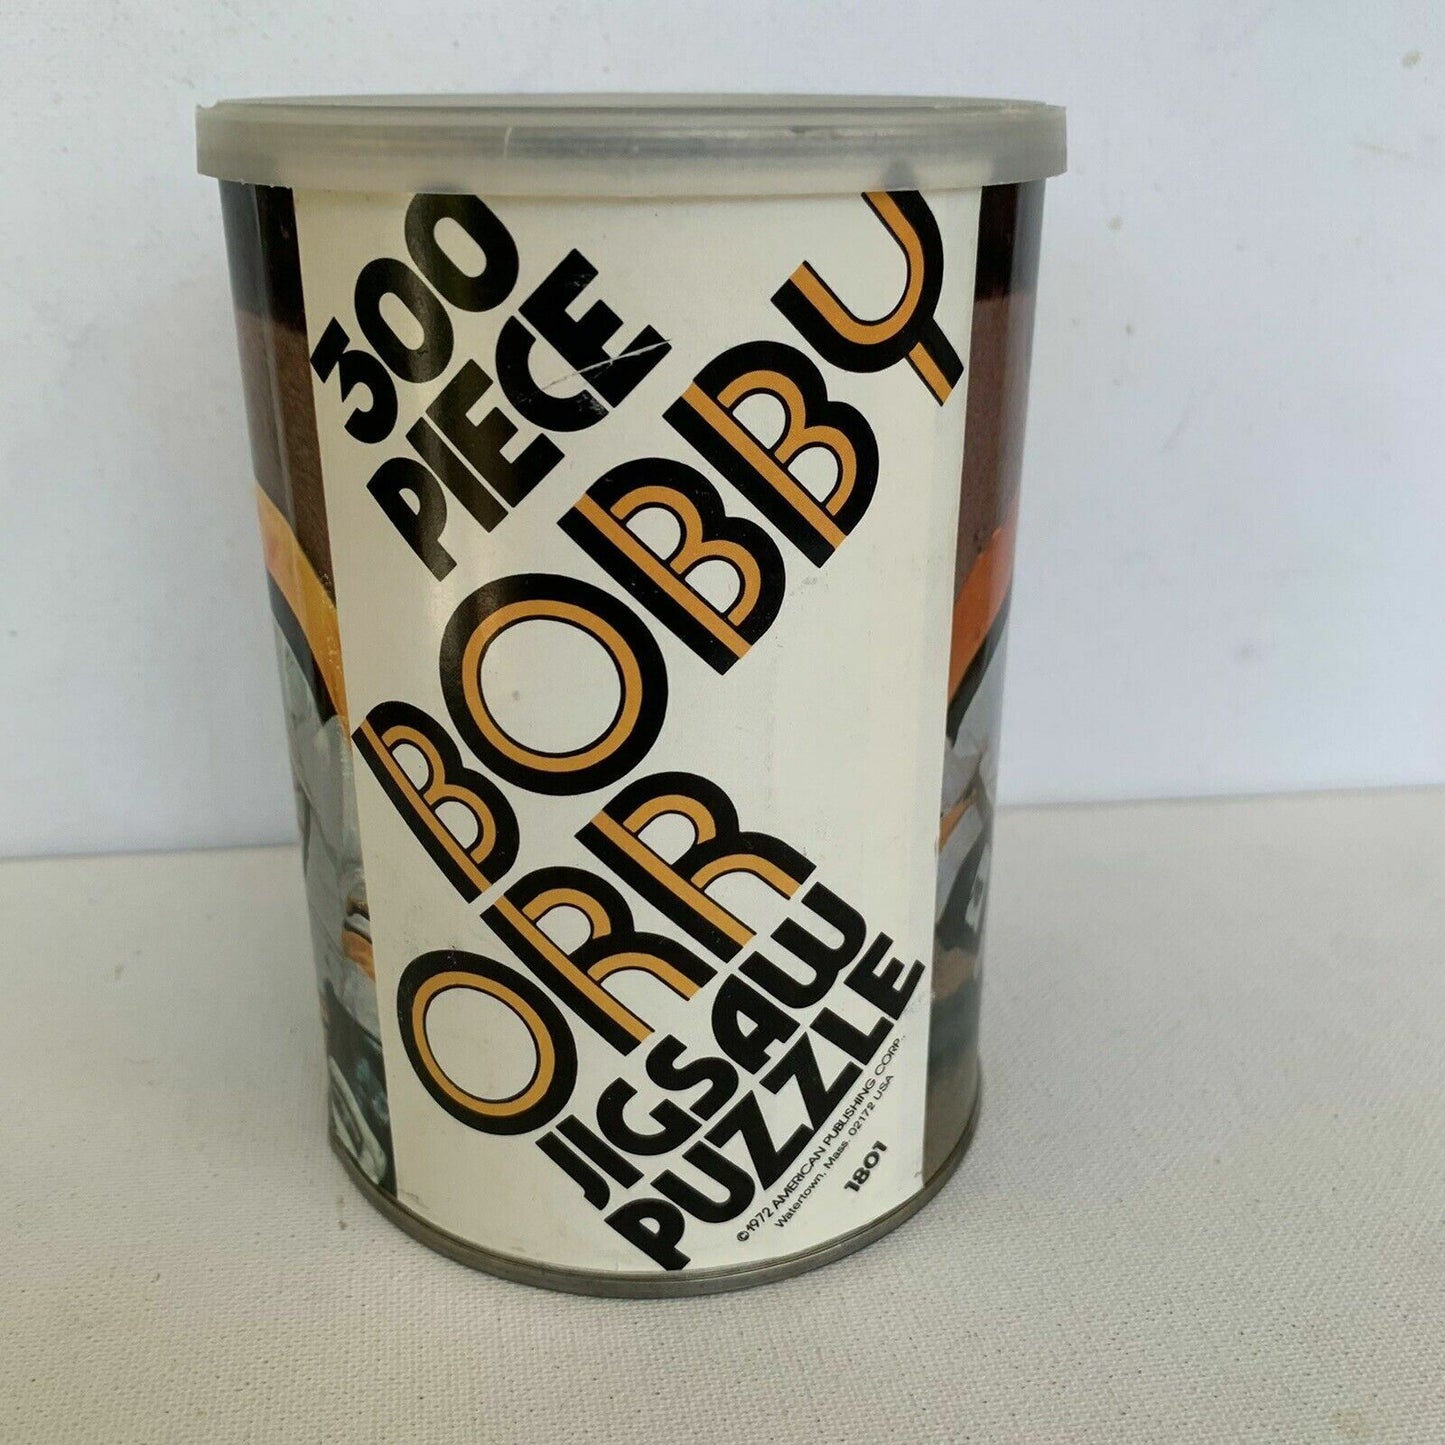 300
PIECE
BOBBY
ORR
JIGSAW
PUZZLE
©1972 AMERICAN PUBLISHING CORP.,
Watertown, Mass. 02172 USA
1801